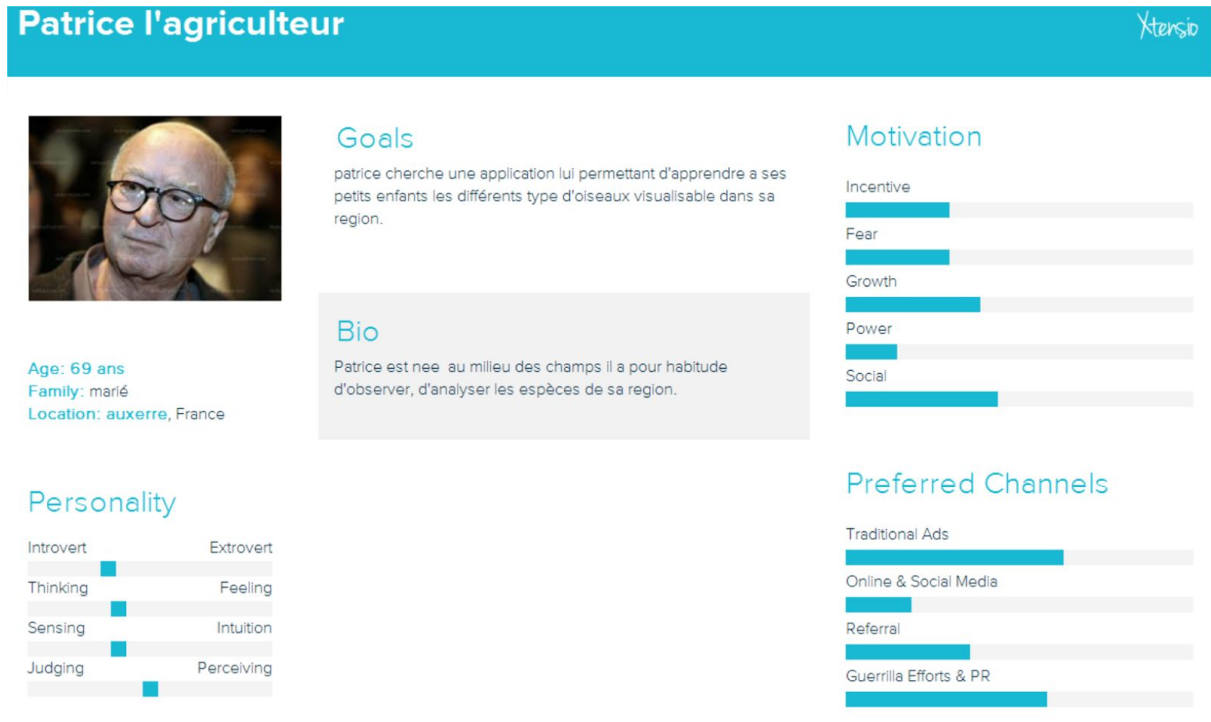 Patrice l'agriculteur
Xtensio
Goals
patrice cherche une application lui permettant d'apprendre a ses
petits enfants les différents type d'oiseaux visualisable dans sa
region.
Bio
Patrice est nee au milieu des champs il a pour habitude
d'observer, d'analyser les espèces de sa region.
Age: 69 ans
Family: marié
Location: auxerre, France
Personality
Introvert Extrovert
Thinking Feeling
Sensing Intuition
Judging Perceiving
Motivation
Incentive
Fear
Growth
Power
Social
Preferred Channels
Traditional Ads
Online & Social Media
Referral
Guerrilla Efforts & PR